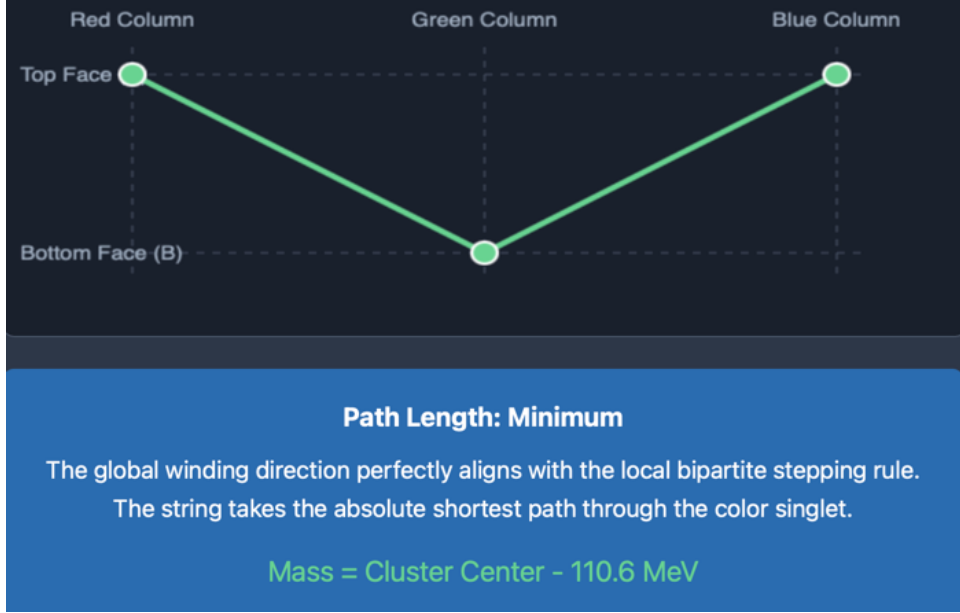 Red Column
Green Column
Blue Column
Top Face
Bottom Face (B)
Path Length: Minimum
The global winding direction perfectly aligns with the local bipartite stepping rule.
The string takes the absolute shortest path through the color singlet.
Mass = Cluster Center - 110.6 MeV